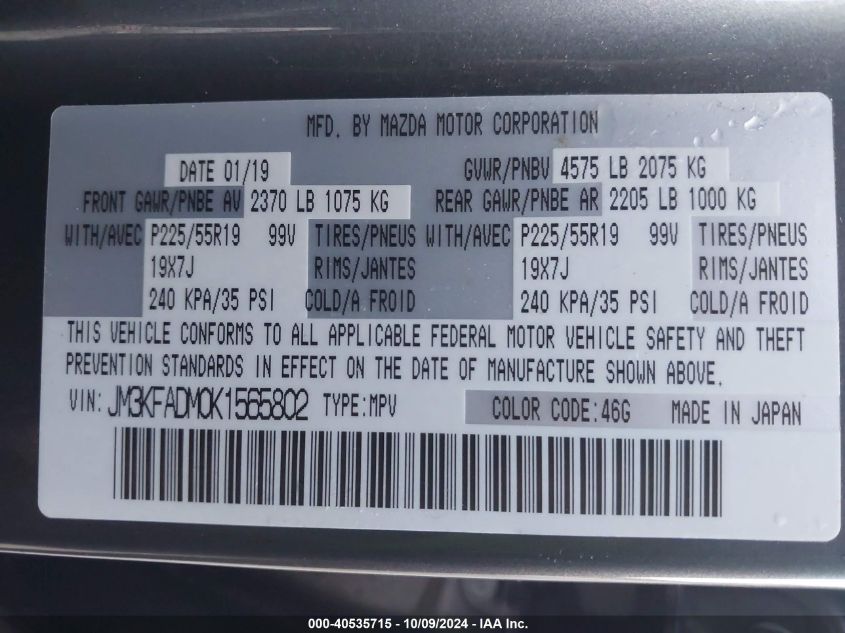 MFD. BY MAZDA MOTOR CORPORATION
DATE 01/19 GVWR/PNBV 4575 LB 2075 KG
FRONT GAWR/PNBE AV 2370 LB 1075 KG REAR GAWR/PNBE AR 2205 LB 1000 KG
WITH/AVEC P225/55R19 99V TIRES/PNEUS WITH/AVEC P225/55R19 99V TIRES/PNEUS
19X7J RIMS/JANTES 19X7J RIMS/JANTES
240 KPA/35 PSI COLD/A FROID 240 KPA/35 PSI COLD/A FROID
THIS VEHICLE CONFORMS TO ALL APPLICABLE FEDERAL MOTOR VEHICLE SAFETY AND THEFT
PREVENTION STANDARDS IN EFFECT ON THE DATE OF MANUFACTURE SHOWN ABOVE.
VIN: JM3KFADM0K1565802 TYPE:MPV COLOR CODE:46G MADE IN JAPAN
000-40535715 - 10/09/2024 - IAA Inc.